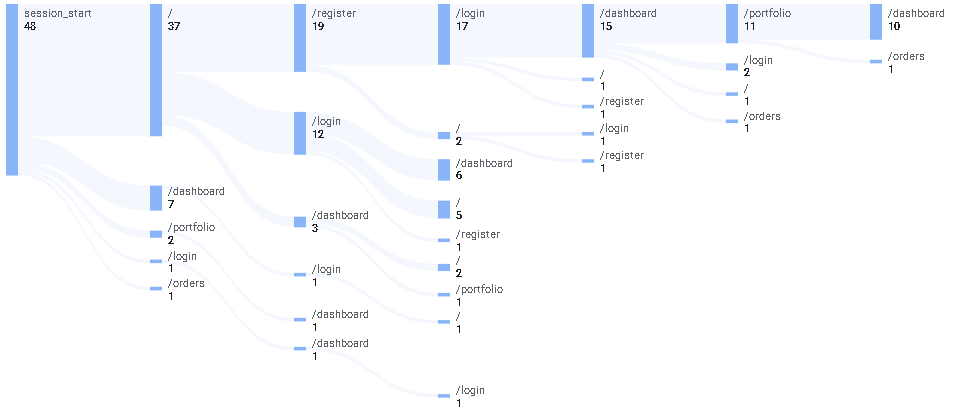 session_start
48
/
37
/dashboard
7
/portfolio
2
/login
1
/orders
1
/register
19
/login
12
/dashboard
3
/login
1
/dashboard
1
/dashboard
1
/login
17
/
2
/dashboard
6
/
5
/register
1
/
2
/portfolio
1
/
1
/login
1
/dashboard
15
/
1
/register
1
/login
1
/register
1
/portfolio
11
/login
2
/
1
/orders
1
/dashboard
10
/orders
1